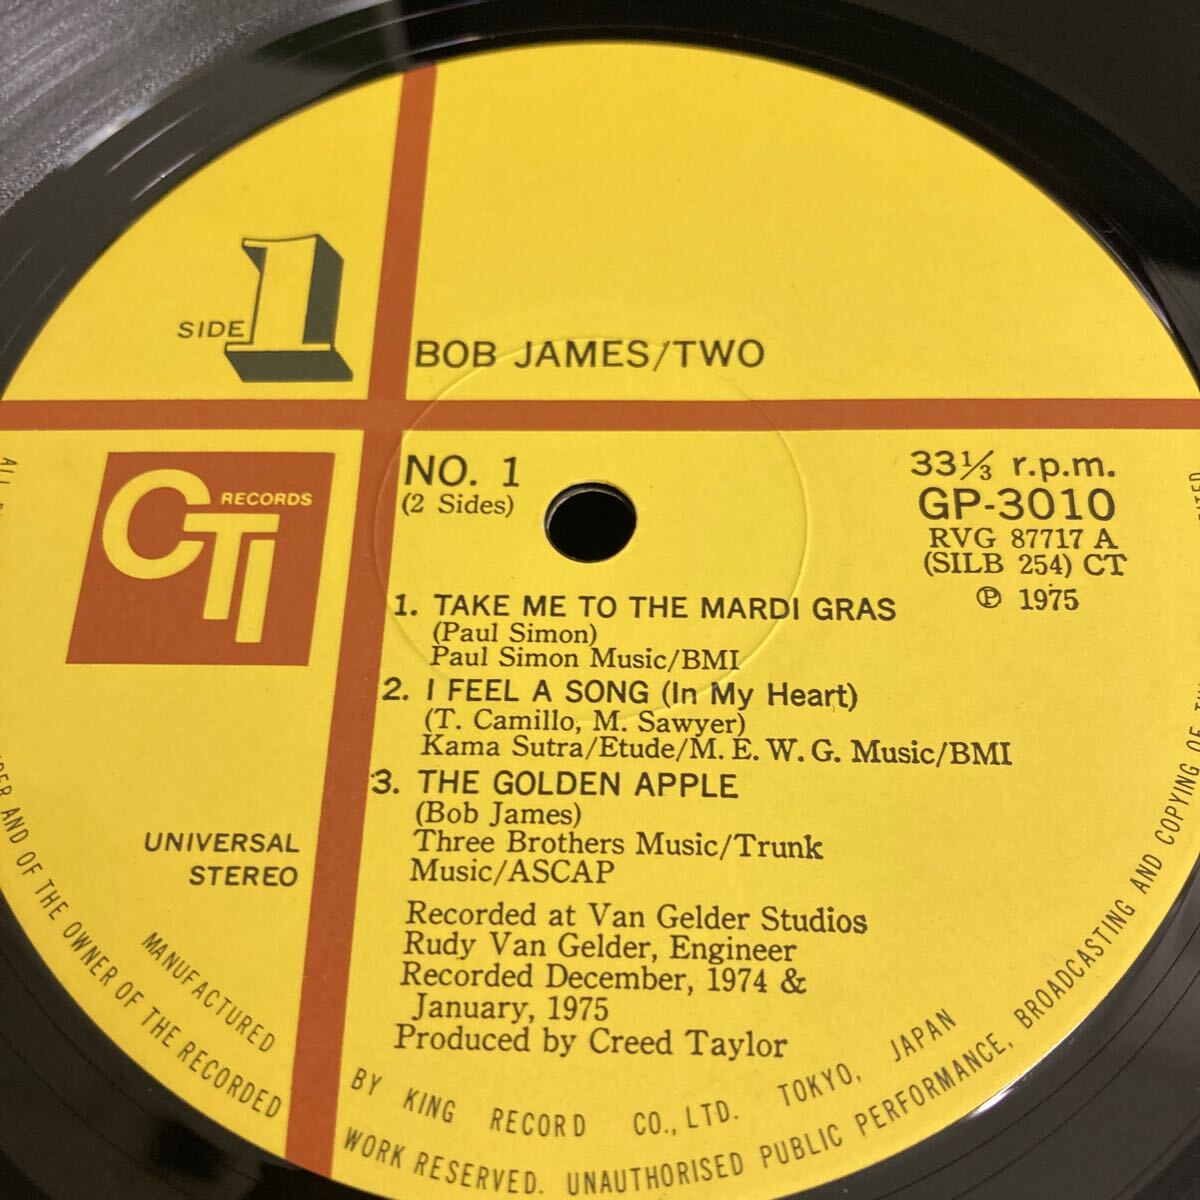 SIDE 1
BOB JAMES/TWO
CTI RECORDS
NO. 1
(2 Sides)
33⅓ r.p.m.
GP-3010
RVG 87717 A
(SILB 254) CT
℗ 1975
1. TAKE ME TO THE MARDI GRAS
(Paul Simon)
Paul Simon Music/BMI
2. I FEEL A SONG (In My Heart)
(T. Camillo, M. Sawyer)
Kama Sutra/Etude/M. E. W. G. Music/BMI
3. THE GOLDEN APPLE
(Bob James)
Three Brothers Music/Trunk
Music/ASCAP
UNIVERSAL
STEREO
Recorded at Van Gelder Studios
Rudy Van Gelder, Engineer
Recorded December, 1974 &
January, 1975
Produced by Creed Taylor
MANUFACTURED BY KING RECORD CO., LTD. TOKYO, JAPAN
ALL
AND OF THE OWNER OF THE RECORDED WORK RESERVED. UNAUTHORISED PUBLIC PERFORMANCE, BROADCASTING AND COPYING OF